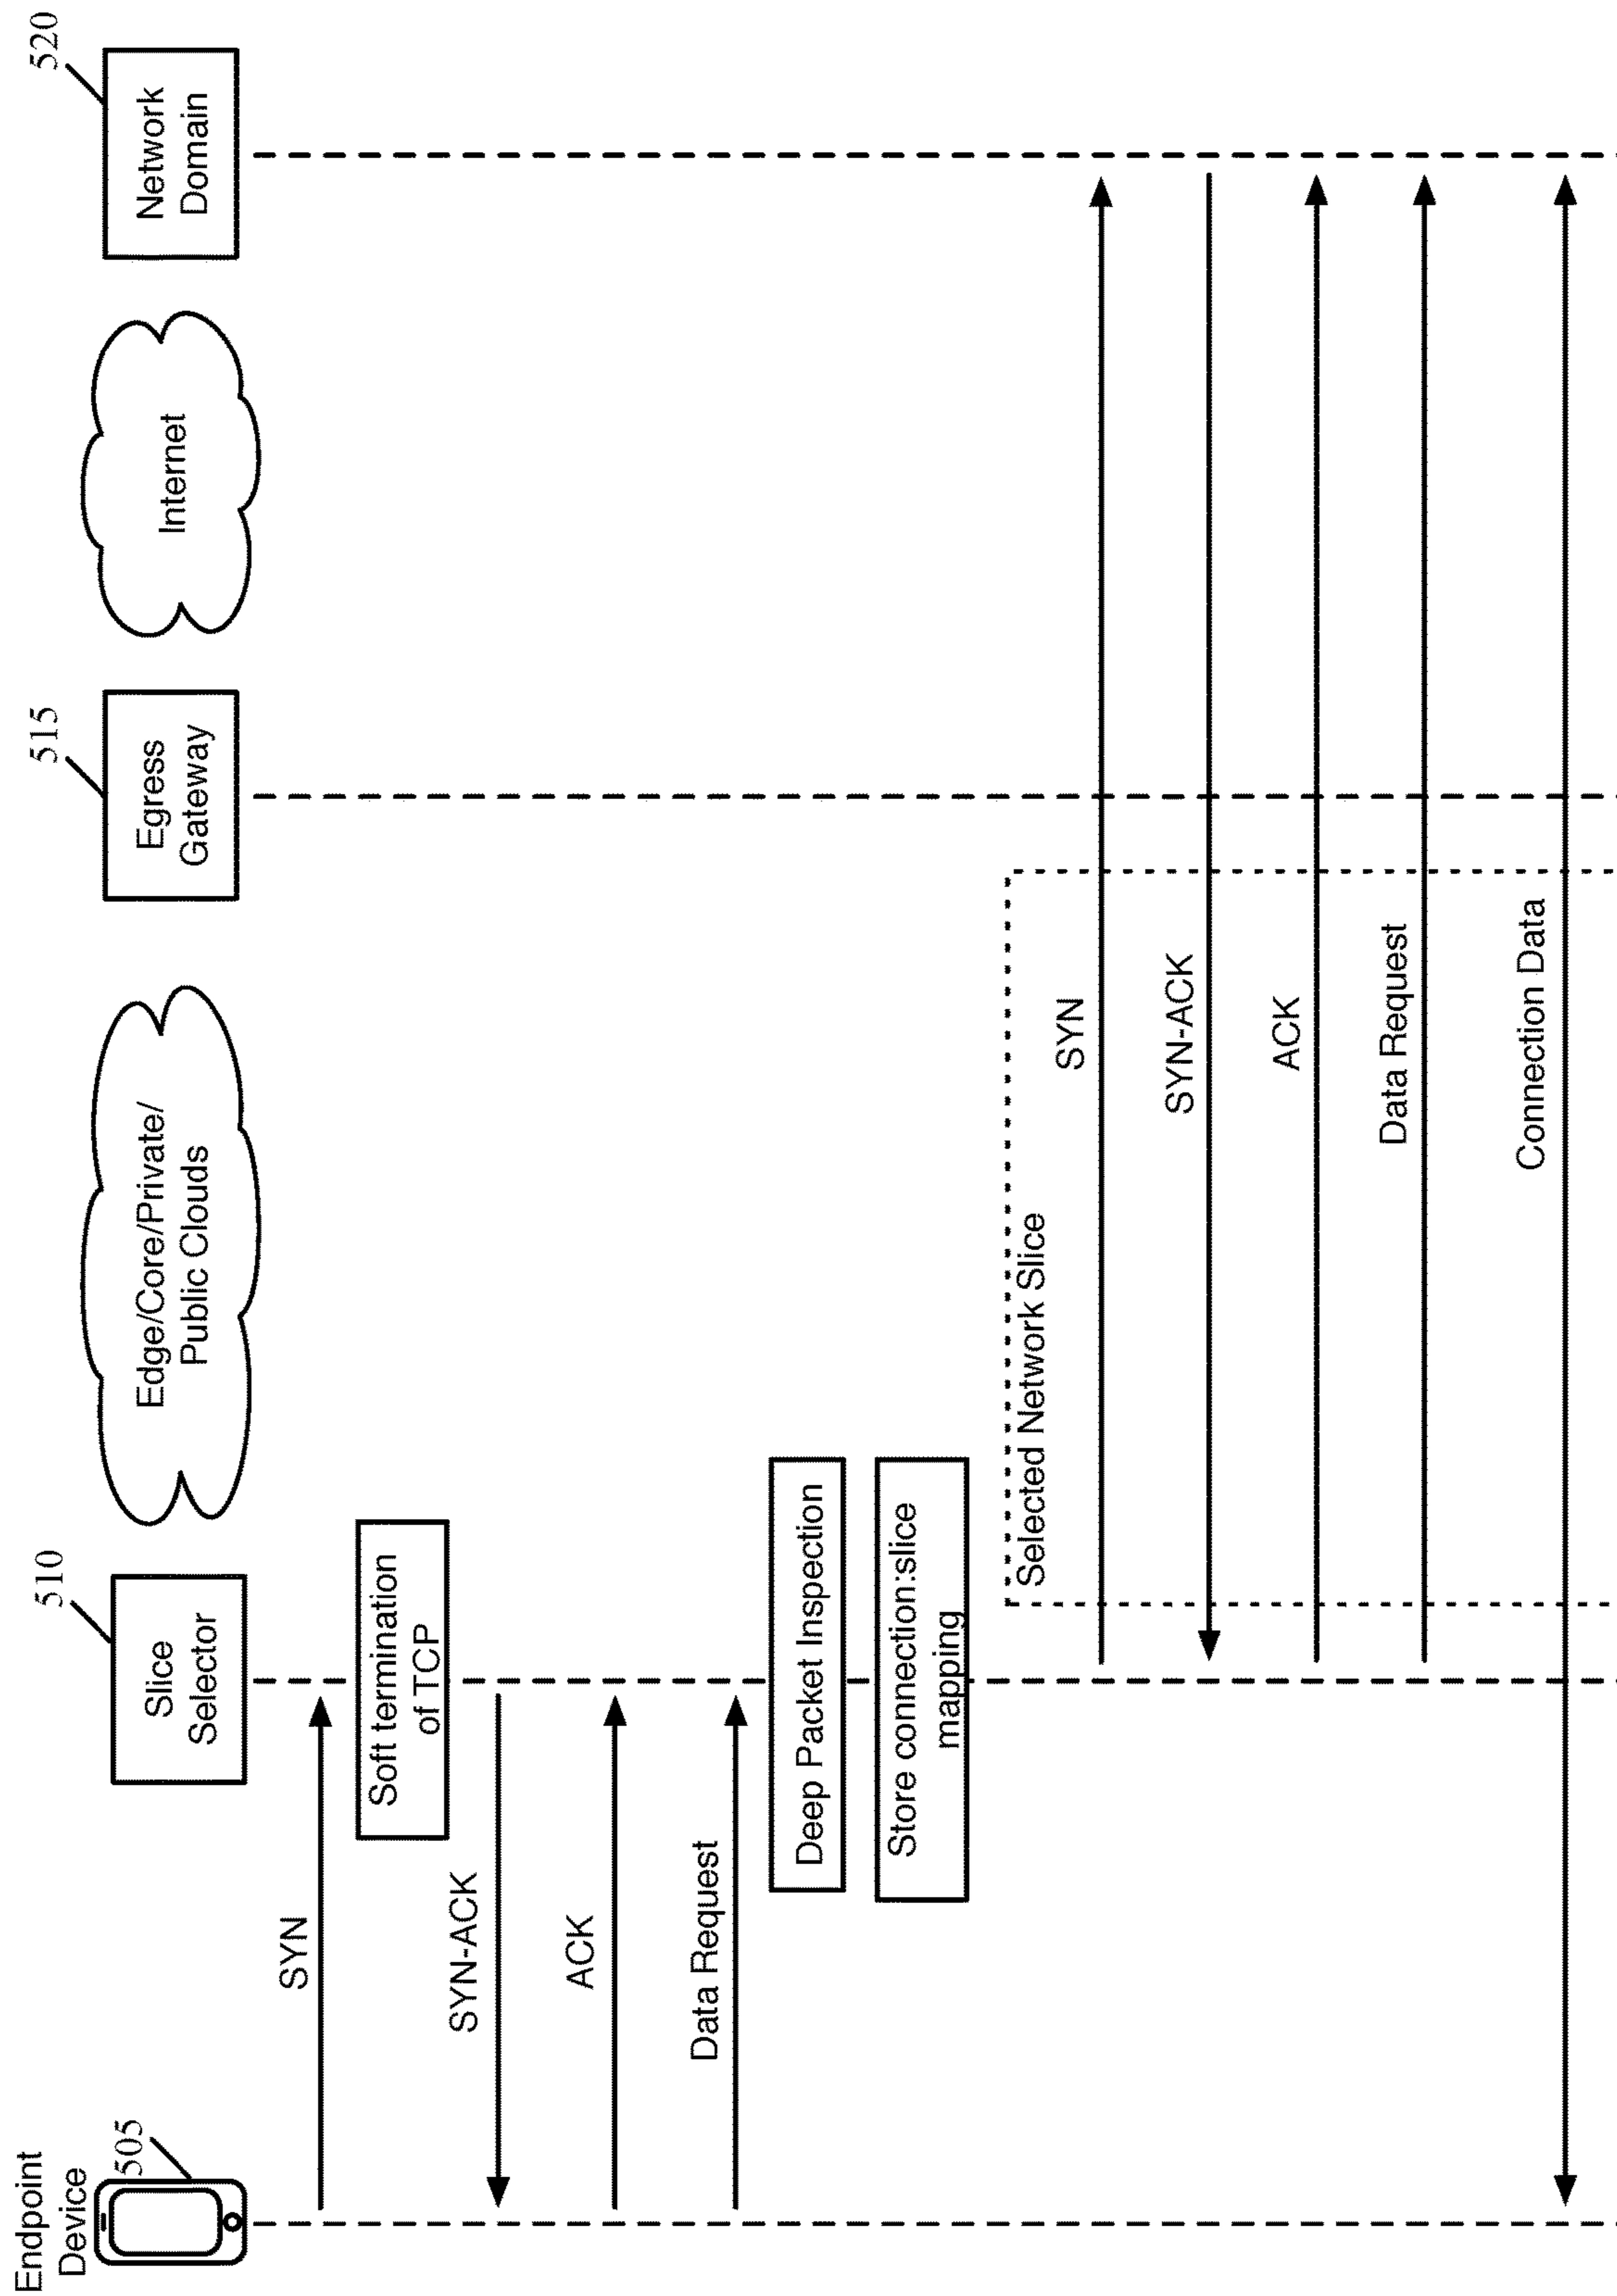 Endpoint
Device
505
510
Slice
Selector
Edge/Core/Private/
Public Clouds
515
Egress
Gateway
Internet
520
Network
Domain
SYN
Soft termination
of TCP
SYN-ACK
ACK
Data Request
Deep Packet Inspection
Store connection:slice
mapping
Selected Network Slice
SYN
SYN-ACK
ACK
Data Request
Connection Data